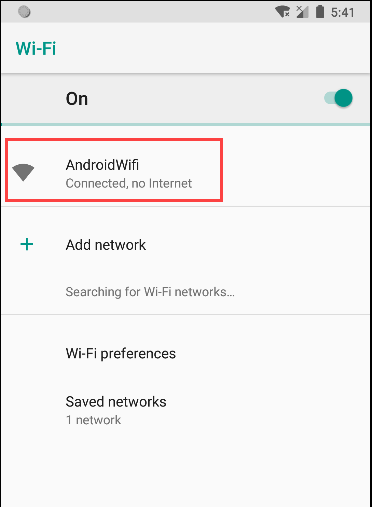 5:41
Wi-Fi
On
AndroidWifi
Connected, no Internet
Add network
Searching for Wi-Fi networks…
Wi-Fi preferences
Saved networks
1 network